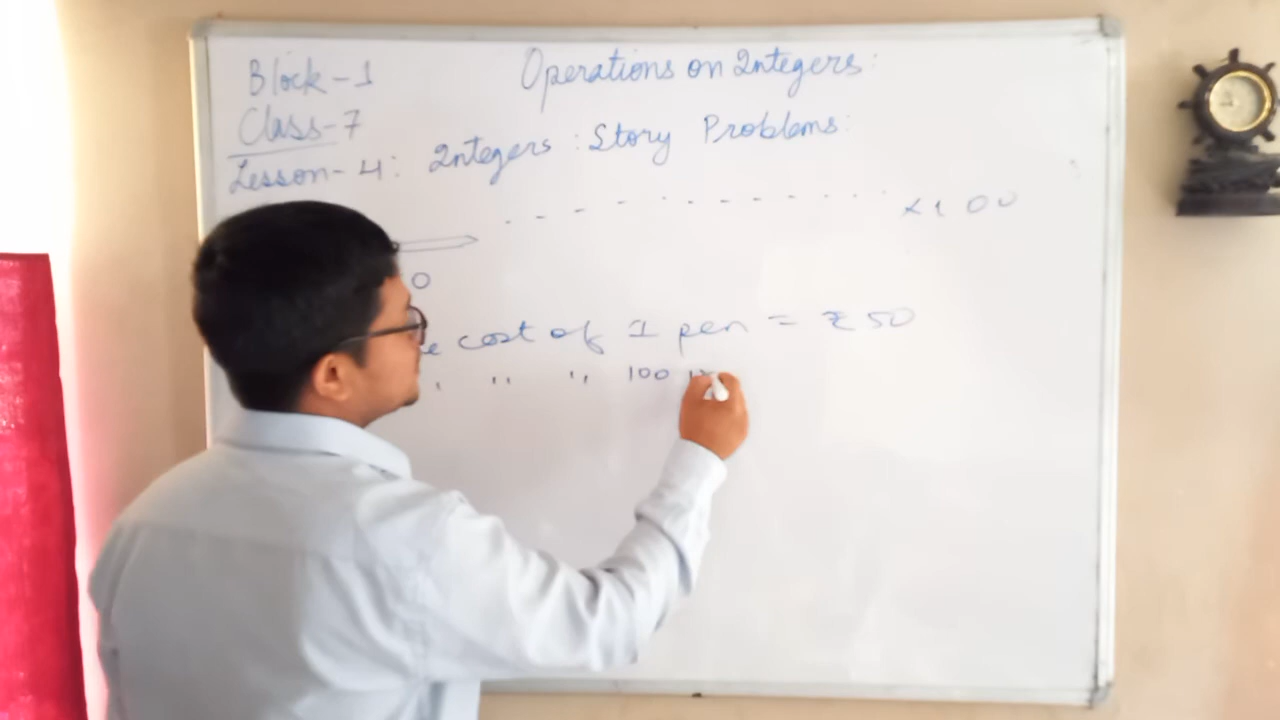 Block-1
Operations on Integers:
Class-7
Lesson-4: Integers : Story Problems:
- - - - - - - - - - - x100
0
cost of 1 pen = ₹50
" " " 100